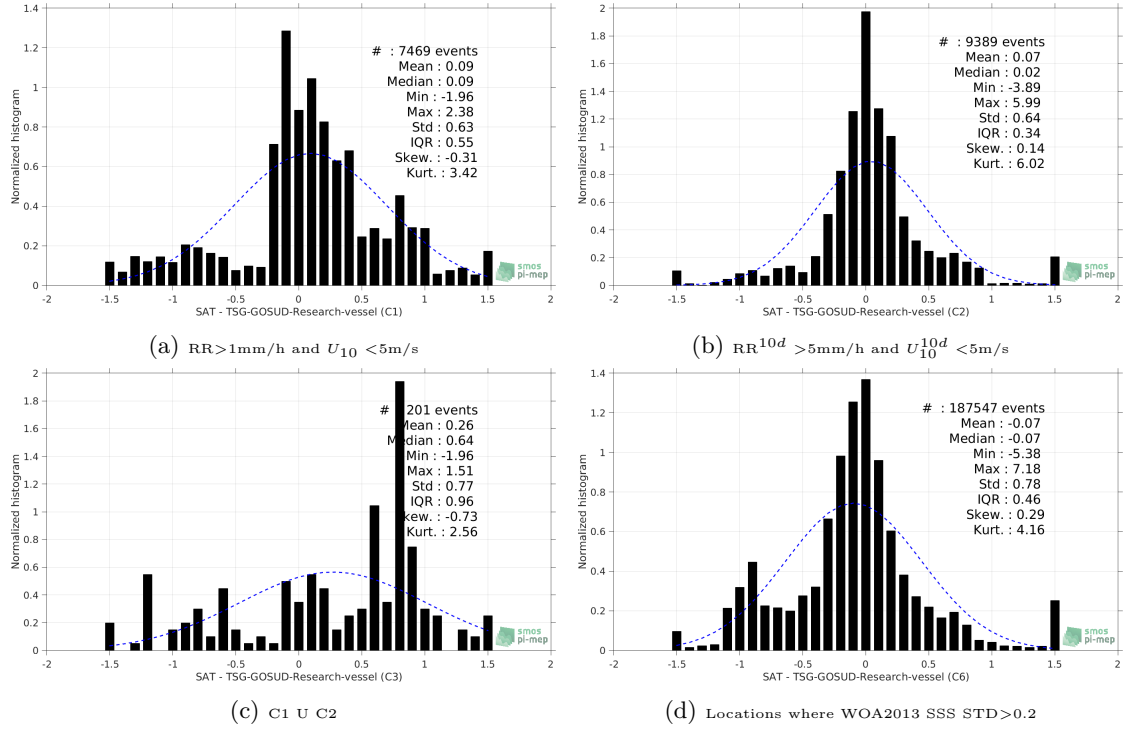 1.4
1.2
1
0.8
0.6
0.4
0.2
0
-2
-1.5
-1
-0.5
0
0.5
1
1.5
2
Normalized histogram
# : 7469 events
Mean : 0.09
Median : 0.09
Min : -1.96
Max : 2.38
Std : 0.63
IQR : 0.55
Skew. : -0.31
Kurt. : 3.42
smos
pi-mep
SAT - TSG-GOSUD-Research-vessel (C1)
(a) RR>1mm/h and U10 <5m/s
2
1.8
1.6
1.4
1.2
1
0.8
0.6
0.4
0.2
0
-2
-1.5
-1
-0.5
0
0.5
1
1.5
2
Normalized histogram
# : 9389 events
Mean : 0.07
Median : 0.02
Min : -3.89
Max : 5.99
Std : 0.64
IQR : 0.34
Skew. : 0.14
Kurt. : 6.02
smos
pi-mep
SAT - TSG-GOSUD-Research-vessel (C2)
(b) RR10d >5mm/h and U10 10d <5m/s
2
1.8
1.6
1.4
1.2
1
0.8
0.6
0.4
0.2
0
-2
-1.5
-1
-0.5
0
0.5
1
1.5
2
Normalized histogram
# : 201 events
Mean : 0.26
Median : 0.64
Min : -1.96
Max : 1.51
Std : 0.77
IQR : 0.96
Skew. : -0.73
Kurt. : 2.56
smos
pi-mep
SAT - TSG-GOSUD-Research-vessel (C3)
(c) C1 U C2
1.4
1.2
1
0.8
0.6
0.4
0.2
0
-2
-1.5
-1
-0.5
0
0.5
1
1.5
2
Normalized histogram
# : 187547 events
Mean : -0.07
Median : -0.07
Min : -5.38
Max : 7.18
Std : 0.78
IQR : 0.46
Skew. : 0.29
Kurt. : 4.16
smos
pi-mep
SAT - TSG-GOSUD-Research-vessel (C6)
(d) Locations where WOA2013 SSS STD>0.2